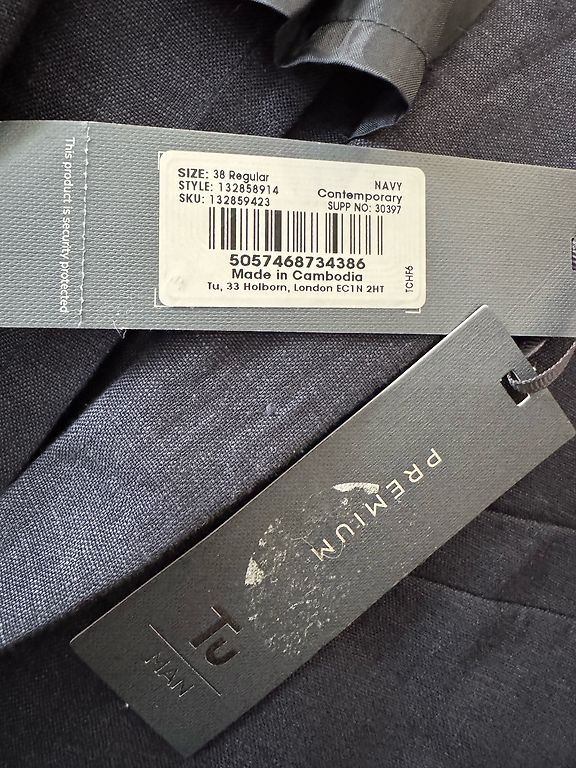 This product is security protected
SIZE: 38 Regular
NAVY
STYLE: 132858914
Contemporary
SKU: 132859423
SUPP NO: 30397
5057468734386
Made in Cambodia
Tu, 33 Holborn, London EC1N 2HT
TCHF6
PREMIUM
Tu
MAN